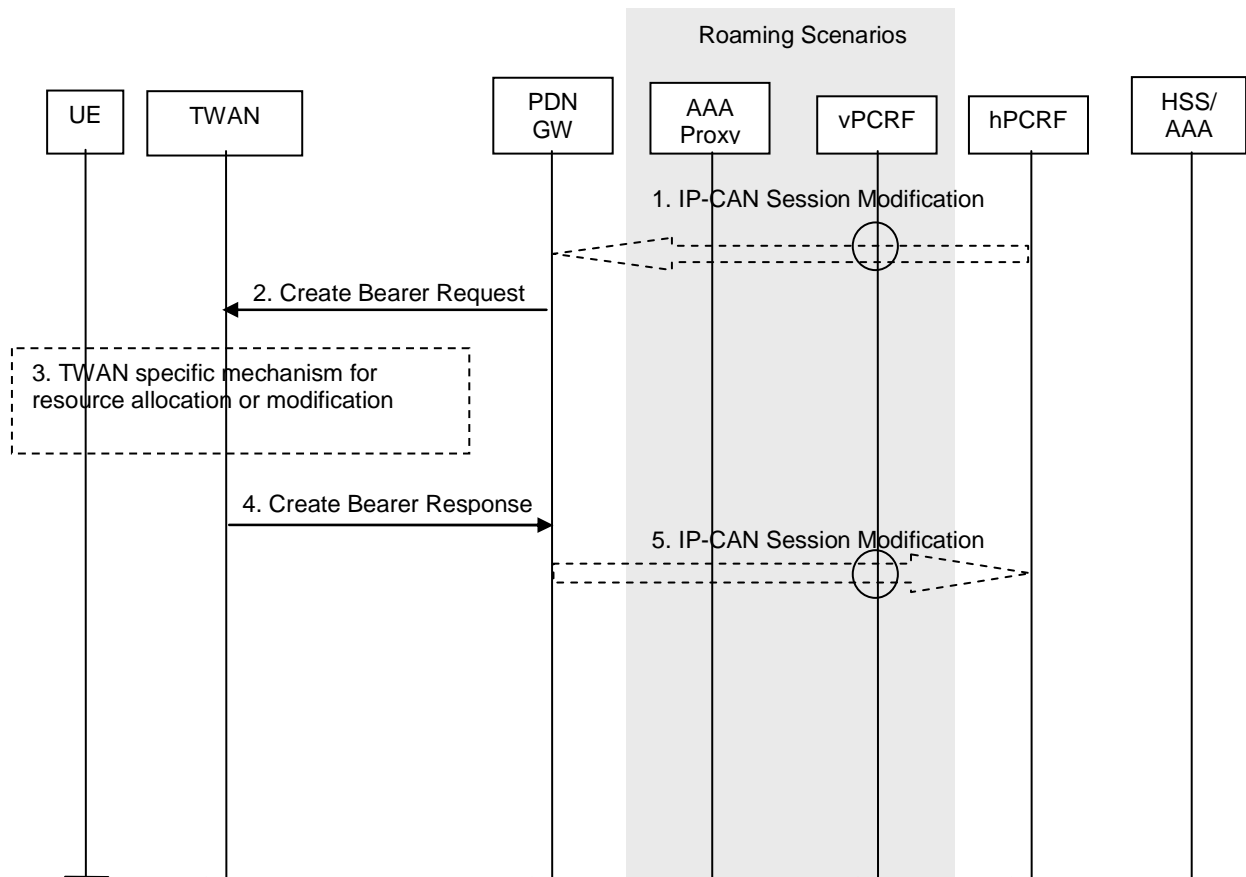 Roaming Scenarios
UE
TWAN
PDN
GW
AAA
Proxy
vPCRF
hPCRF
HSS/
AAA
1. IP-CAN Session Modification
2. Create Bearer Request
3. TWAN specific mechanism for
resource allocation or modification
4. Create Bearer Response
5. IP-CAN Session Modification